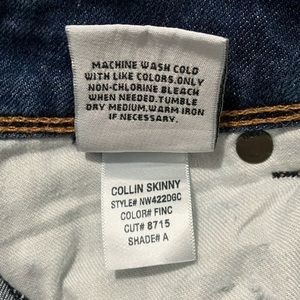 MACHINE WASH COLD
WITH LIKE COLORS.ONLY
NON-CHLORINE BLEACH
WHEN NEEDED.TUMBLE
DRY MEDIUM.WARM IRON
IF NECESSARY.
COLLIN SKINNY
STYLE# NW422DGC
COLOR# FINC
CUT# 8715
SHADE# A